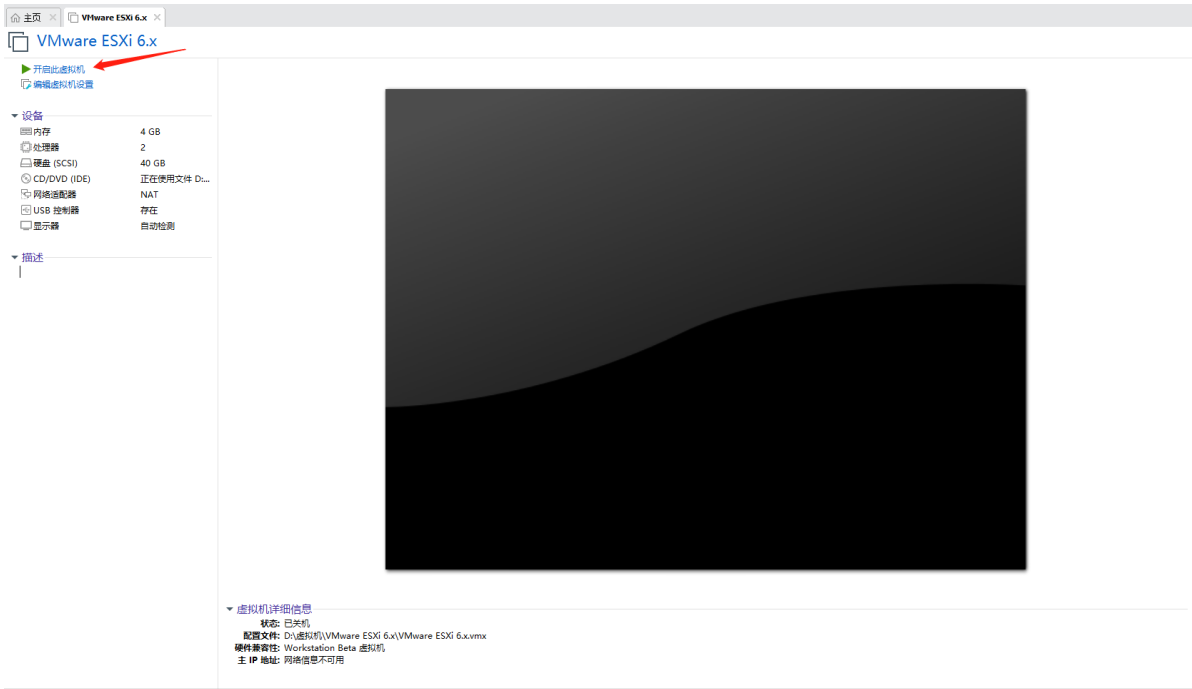 主页 VMware ESXi 6.x
VMware ESXi 6.x
开启此虚拟机
编辑虚拟机设置
设备
内存 4 GB
处理器 2
硬盘 (SCSI) 40 GB
CD/DVD (IDE) 正在使用文件 D:...
网络适配器 NAT
USB 控制器 存在
显示器 自动检测
描述
虚拟机详细信息
状态: 已关机
配置文件: D:\虚拟机\VMware ESXi 6.x\VMware ESXi 6.x.vmx
硬件兼容性: Workstation Beta 虚拟机
主 IP 地址: 网络信息不可用